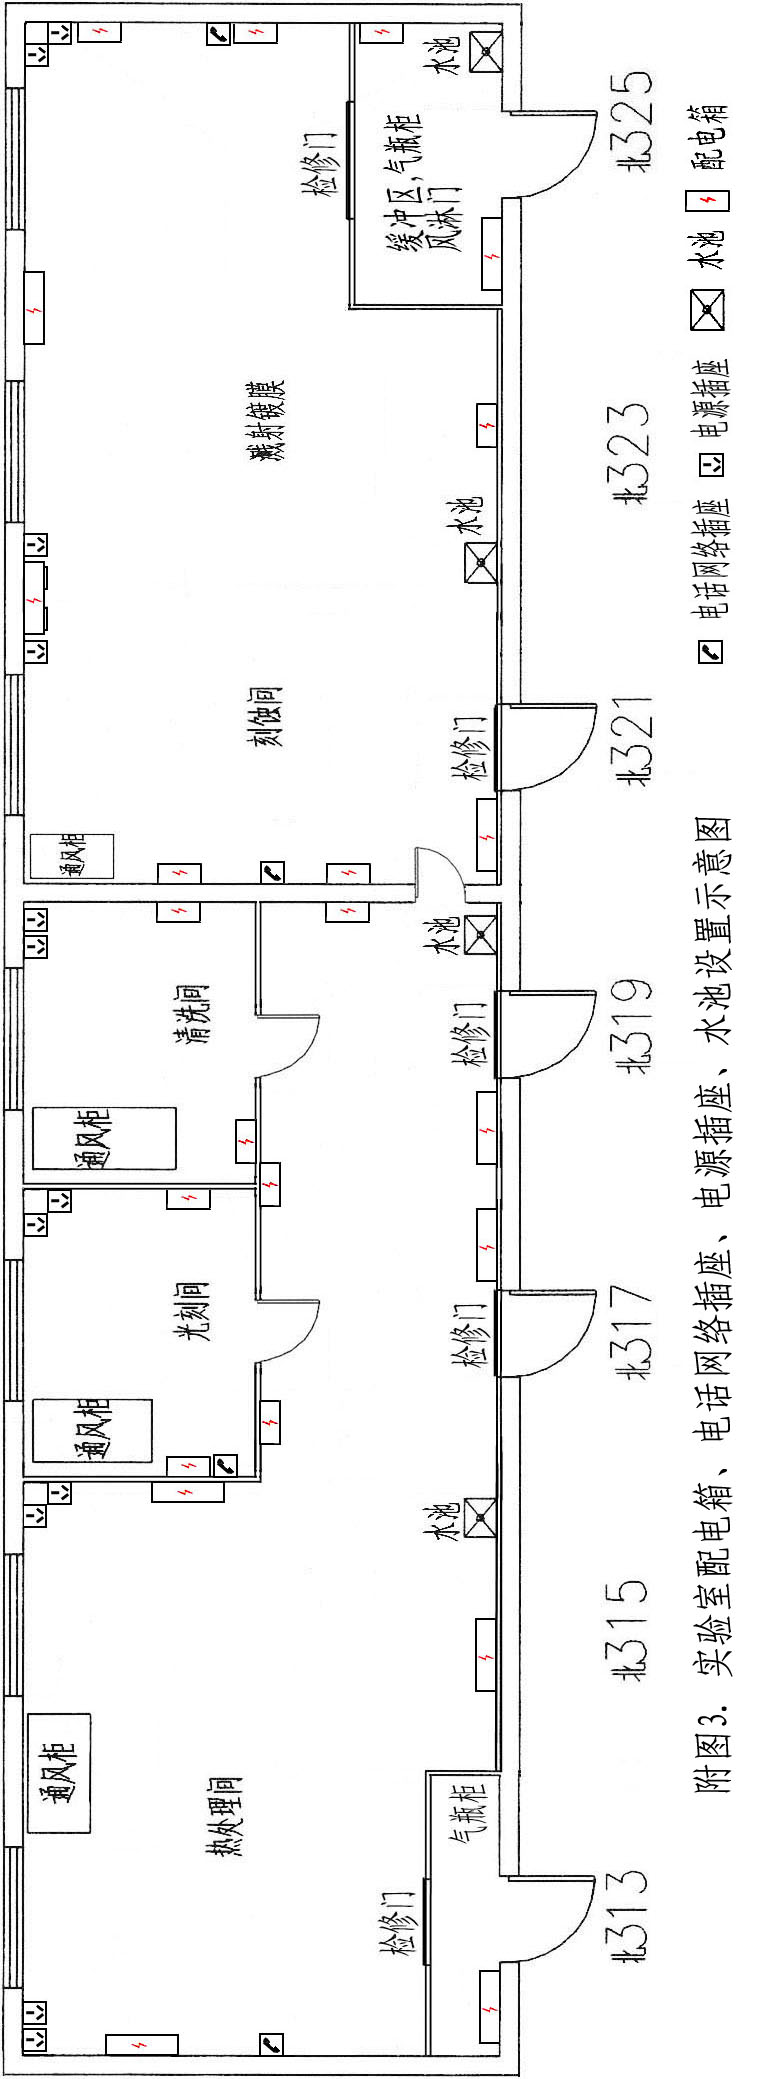 水池
检修门
缓冲区,气瓶柜
风淋门
溅射镀膜
水池
刻蚀间
检修门
通风柜
水池
清洗间
检修门
通风柜
光刻间
检修门
通风柜
水池
通风柜
热处理间
气瓶柜
检修门
北313
北315
北317
北319
北321
北323
北325
电话网络插座
电源插座
水池
配电箱
附图3. 实验室配电箱、电话网络插座、电源插座、水池设置示意图